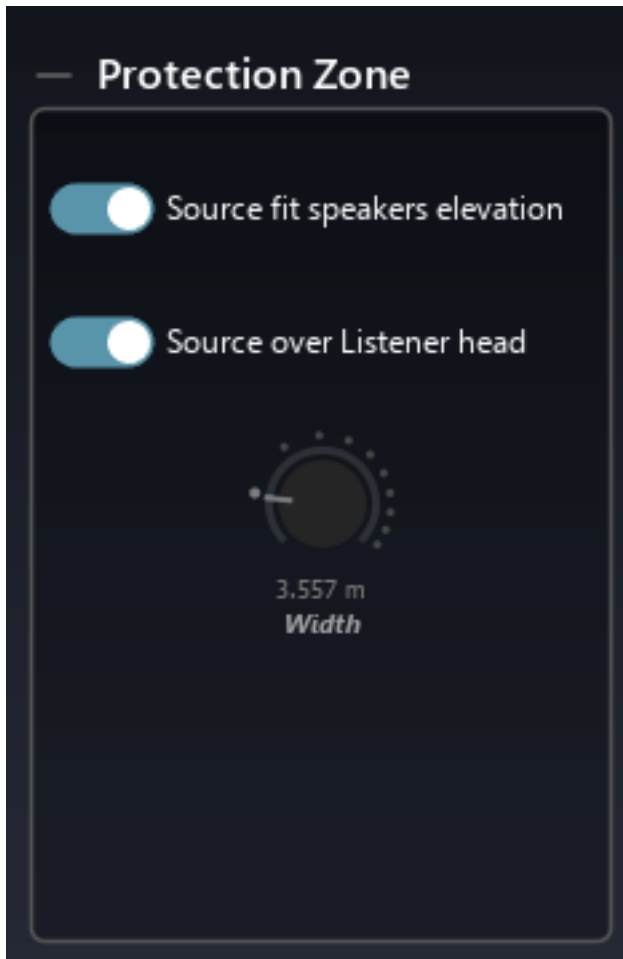 Protection Zone
Source fit speakers elevation
Source over Listener head
3.557 m
Width